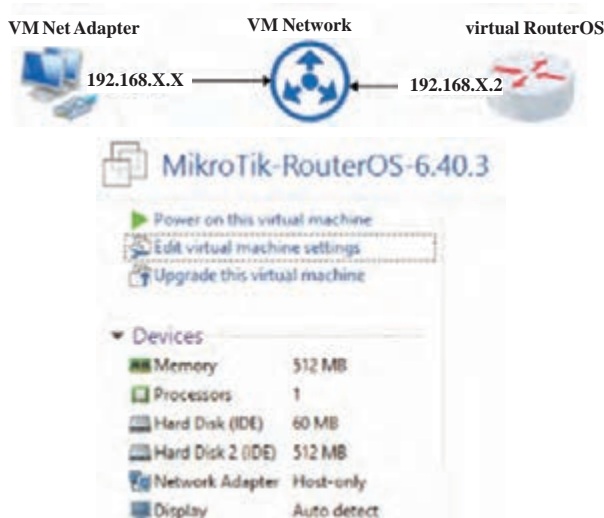 VM Net Adapter VM Network virtual RouterOS
192.168.X.X 192.168.X.2
MikroTik-RouterOS-6.40.3
Power on this virtual machine
Edit virtual machine settings
Upgrade this virtual machine
Devices
Memory 512 MB
Processors 1
Hard Disk (IDE) 60 MB
Hard Disk 2 (IDE) 512 MB
Network Adapter Host-only
Display Auto detect